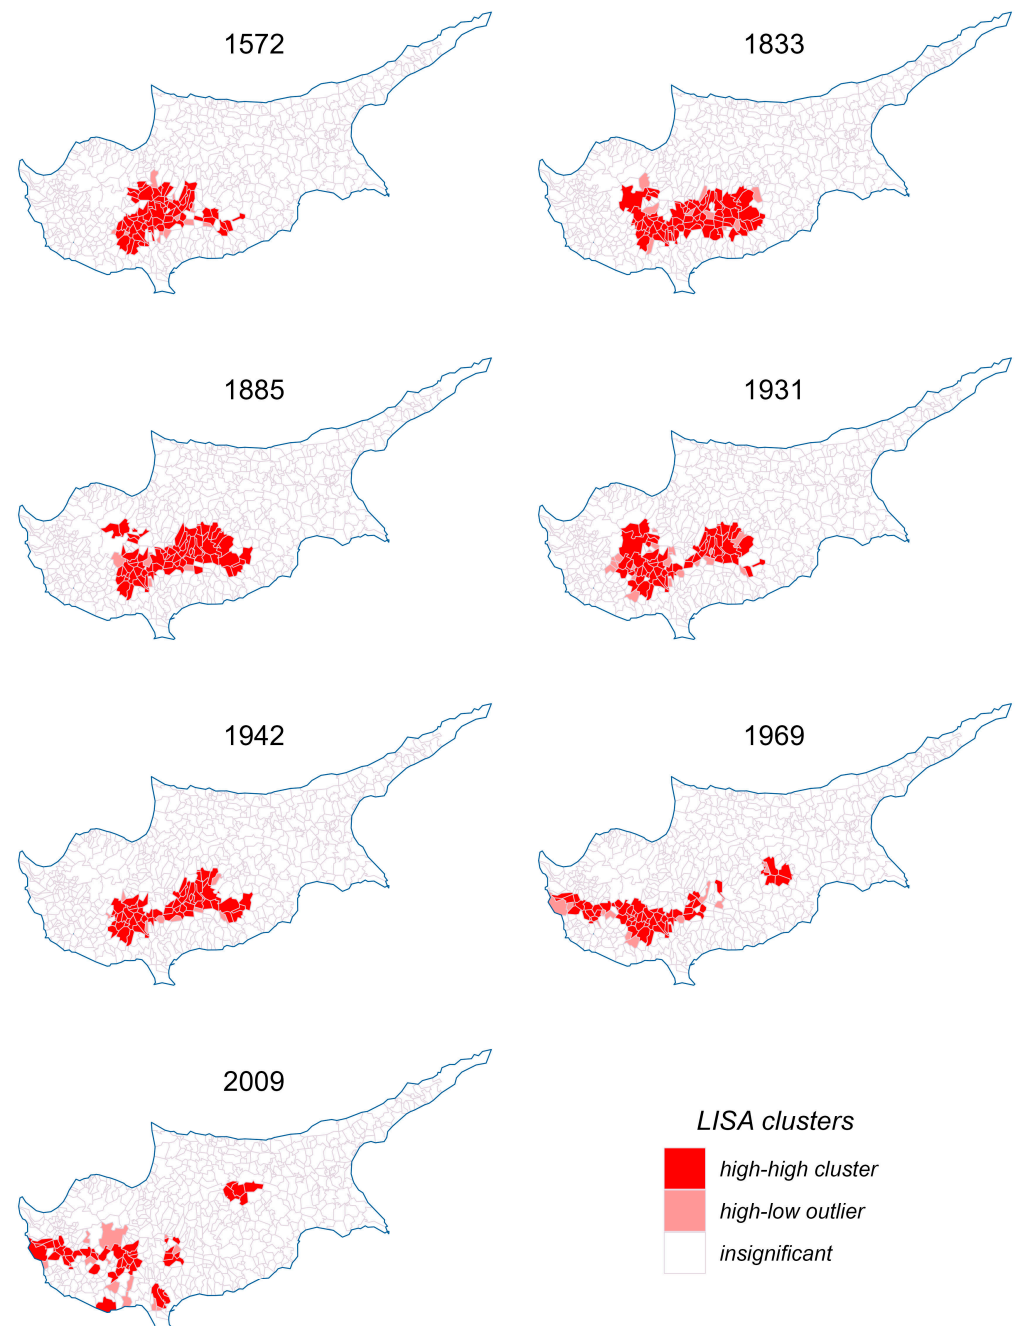 1572
1833
1885
1931
1942
1969
2009
LISA clusters
high-high cluster
high-low outlier
insignificant